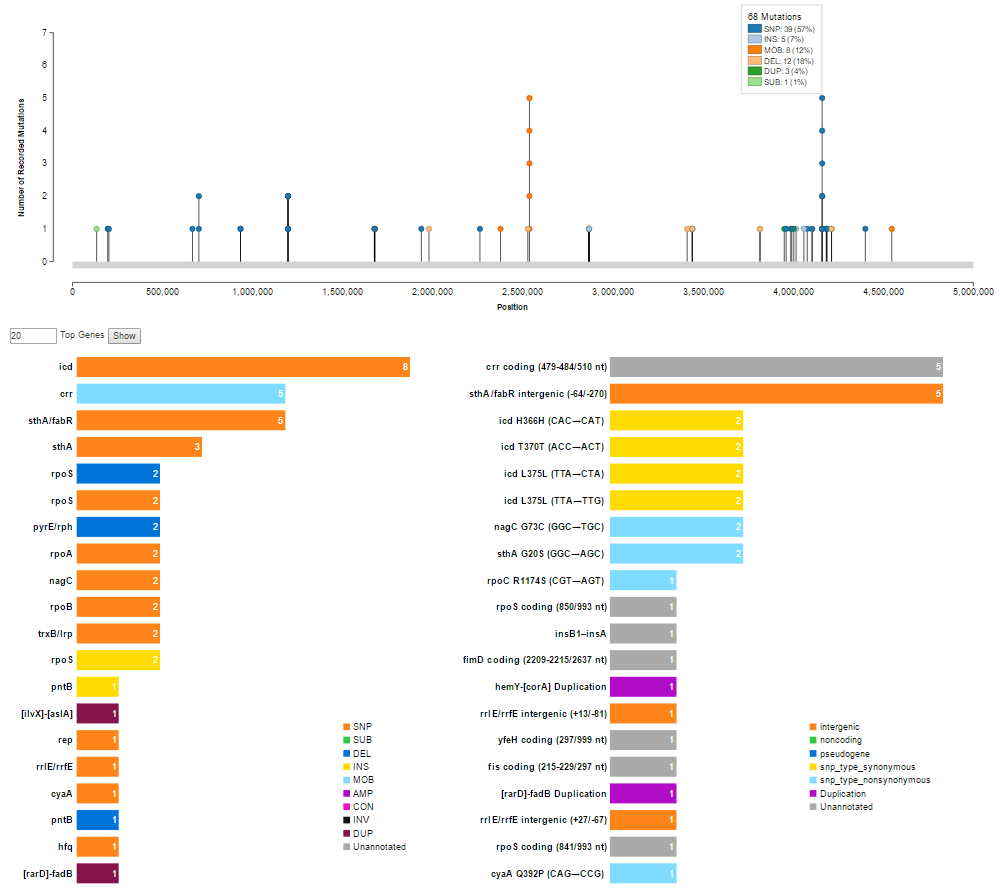 68 Mutations
SNP: 39 (57%)
INS: 5 (7%)
MOB: 8 (12%)
DEL: 12 (18%)
DUP: 3 (4%)
SUB: 1 (1%)
Number of Recorded Mutations
7
6
5
4
3
2
1
0
0 500,000 1,000,000 1,500,000 2,000,000 2,500,000 3,000,000 3,500,000 4,000,000 4,500,000 5,000,000
Position
20 Top Genes Show
icd 8
crr 5
sthA/fabR 5
sthA 3
rpoS 2
rpoS 2
pyrE/rph 2
rpoA 2
nagC 2
rpoB 2
trxB/lrp 2
rpoS 2
pntB 1
[ilvX]-[aslA] 1
rep 1
rrlE/rrfE 1
cyaA 1
pntB 1
hfq 1
[rarD]-fadB 1
SNP
SUB
DEL
INS
MOB
AMP
CON
INV
DUP
Unannotated
crr coding (479-484/510 nt) 5
sthA/fabR intergenic (-64/-270) 5
icd H366H (CAC→CAT) 2
icd T370T (ACC→ACT) 2
icd L375L (TTA→CTA) 2
icd L375L (TTA→TTG) 2
nagC G73C (GGC→TGC) 2
sthA G20S (GGC→AGC) 2
rpoC R1174S (CGT→AGT) 1
rpoS coding (850/993 nt) 1
insB1–insA 1
fimD coding (2209-2215/2637 nt) 1
hemY-[corA] Duplication 1
rrlE/rrfE intergenic (+13/-81) 1
yfeH coding (297/999 nt) 1
fis coding (215-229/297 nt) 1
[rarD]-fadB Duplication 1
rrlE/rrfE intergenic (+27/-67) 1
rpoS coding (841/993 nt) 1
cyaA Q392P (CAG→CCG) 1
intergenic
noncoding
pseudogene
snp_type_synonymous
snp_type_nonsynonymous
Duplication
Unannotated